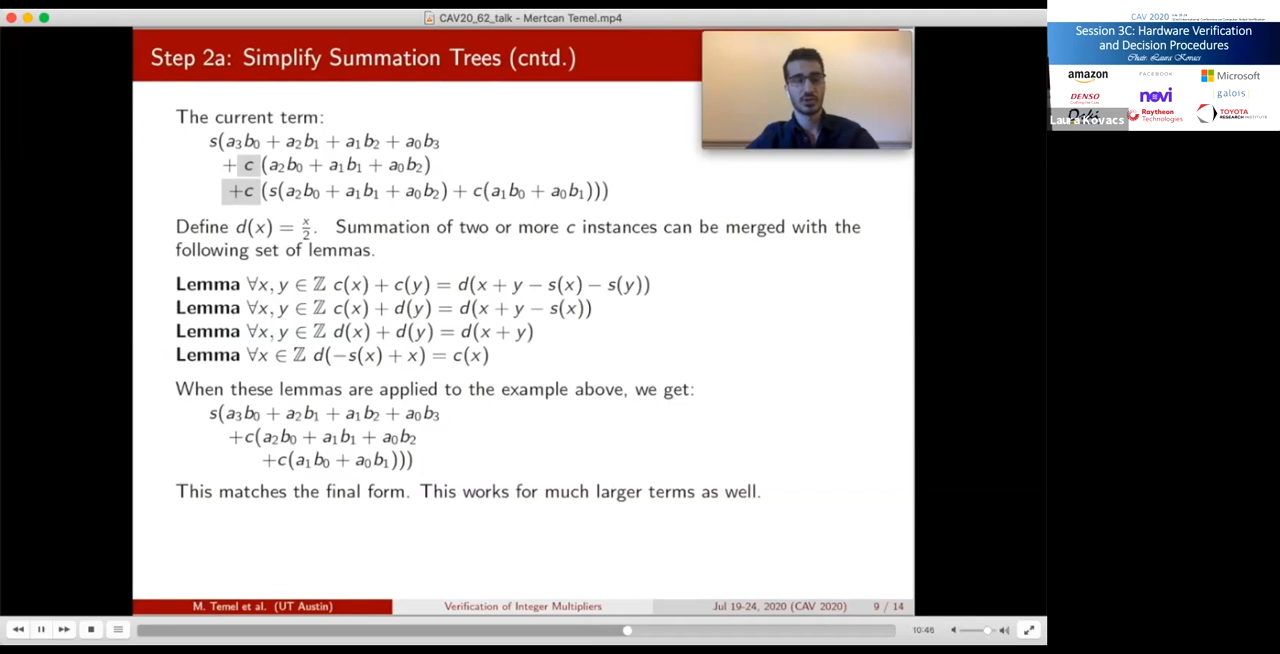 CAV20_62_talk - Mertcan Temel.mp4
Step 2a: Simplify Summation Trees (cntd.)
The current term:
s(a₃b₀ + a₂b₁ + a₁b₂ + a₀b₃
+ c (a₂b₀ + a₁b₁ + a₀b₂)
+c (s(a₂b₀ + a₁b₁ + a₀b₂) + c(a₁b₀ + a₀b₁)))
Define d(x) = x/2. Summation of two or more c instances can be merged with the
following set of lemmas.
Lemma ∀x, y ∈ ℤ c(x) + c(y) = d(x + y − s(x) − s(y))
Lemma ∀x, y ∈ ℤ c(x) + d(y) = d(x + y − s(x))
Lemma ∀x, y ∈ ℤ d(x) + d(y) = d(x + y)
Lemma ∀x ∈ ℤ d(−s(x) + x) = c(x)
When these lemmas are applied to the example above, we get:
s(a₃b₀ + a₂b₁ + a₁b₂ + a₀b₃
+c(a₂b₀ + a₁b₁ + a₀b₂
+c(a₁b₀ + a₀b₁)))
This matches the final form. This works for much larger terms as well.
M. Temel et al. (UT Austin)
Verification of Integer Multipliers
Jul 19-24, 2020 (CAV 2020)
9 / 14
10:46
CAV 2020
Session 3C: Hardware Verification
and Decision Procedures
Chair: Laura Kovacs
amazon
FACEBOOK
Microsoft
DENSO
novi
galois
Laura Kovacs
Raytheon
Technologies
TOYOTA
RESEARCH INSTITUTE